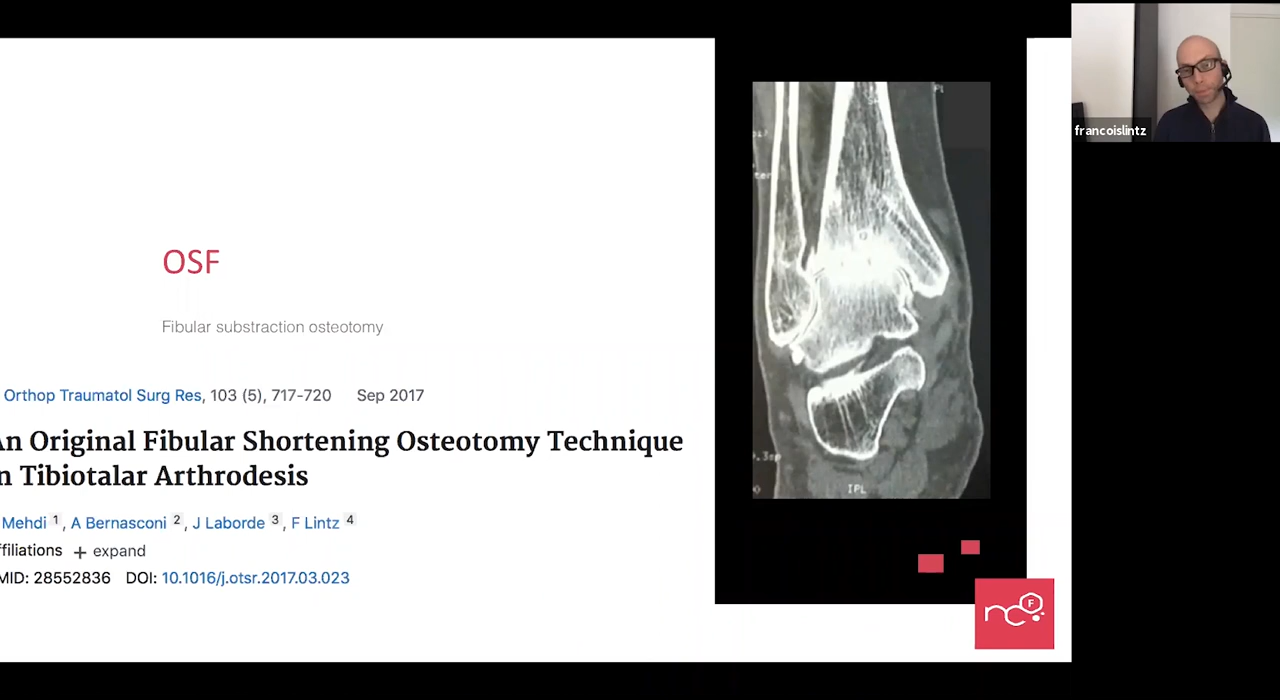 francoislintz
OSF
Fibular substraction osteotomy
Orthop Traumatol Surg Res, 103 (5), 717-720 Sep 2017
An Original Fibular Shortening Osteotomy Technique
n Tibiotalar Arthrodesis
Mehdi 1, A Bernasconi 2, J Laborde 3, F Lintz 4
ffiliations + expand
MID: 28552836 DOI: 10.1016/j.otsr.2017.03.023
IPL
nc F